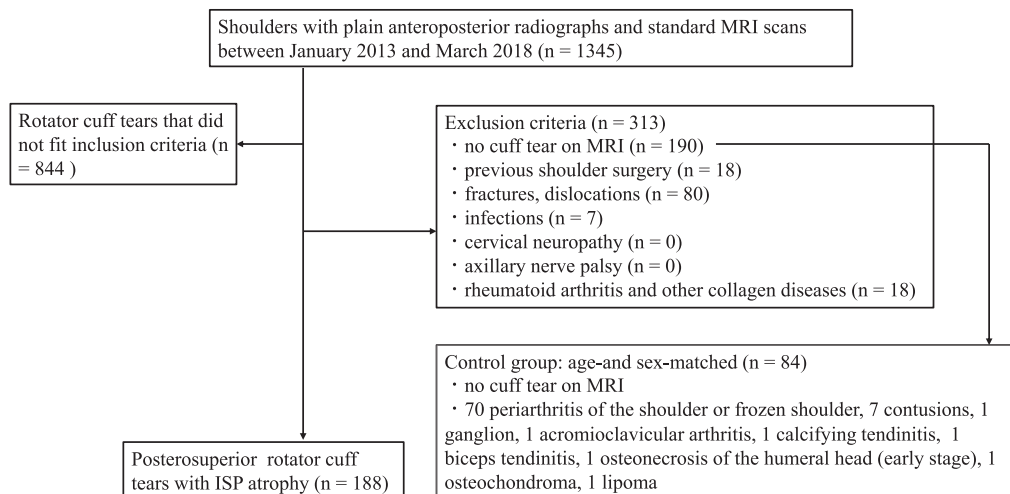 Shoulders with plain anteroposterior radiographs and standard MRI scans
between January 2013 and March 2018 (n = 1345)
Rotator cuff tears that did
not fit inclusion criteria (n
= 844 )
Exclusion criteria (n = 313)
・no cuff tear on MRI (n = 190)
・previous shoulder surgery (n = 18)
・fractures, dislocations (n = 80)
・infections (n = 7)
・cervical neuropathy (n = 0)
・axillary nerve palsy (n = 0)
・rheumatoid arthritis and other collagen diseases (n = 18)
Control group: age-and sex-matched (n = 84)
・no cuff tear on MRI
・70 periarthritis of the shoulder or frozen shoulder, 7 contusions, 1
ganglion, 1 acromioclavicular arthritis, 1 calcifying tendinitis, 1
biceps tendinitis, 1 osteonecrosis of the humeral head (early stage), 1
osteochondroma, 1 lipoma
Posterosuperior rotator cuff
tears with ISP atrophy (n = 188)